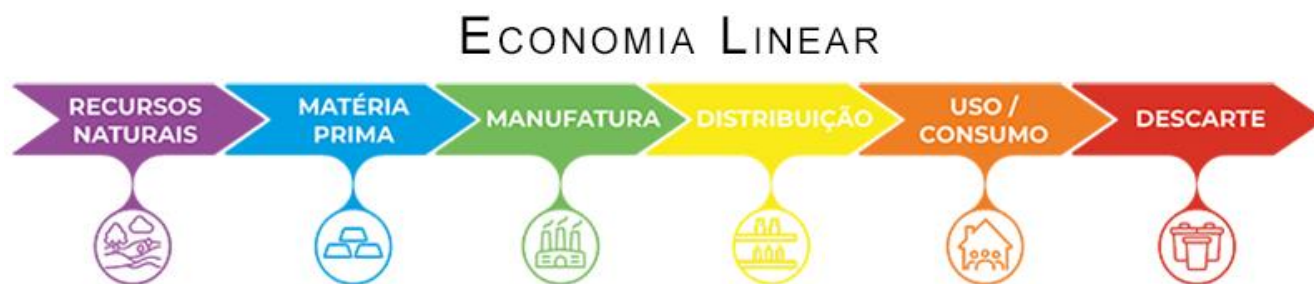 ECONOMIA LINEAR
RECURSOS
NATURAIS
MATÉRIA
PRIMA
MANUFATURA
DISTRIBUIÇÃO
USO /
CONSUMO
DESCARTE